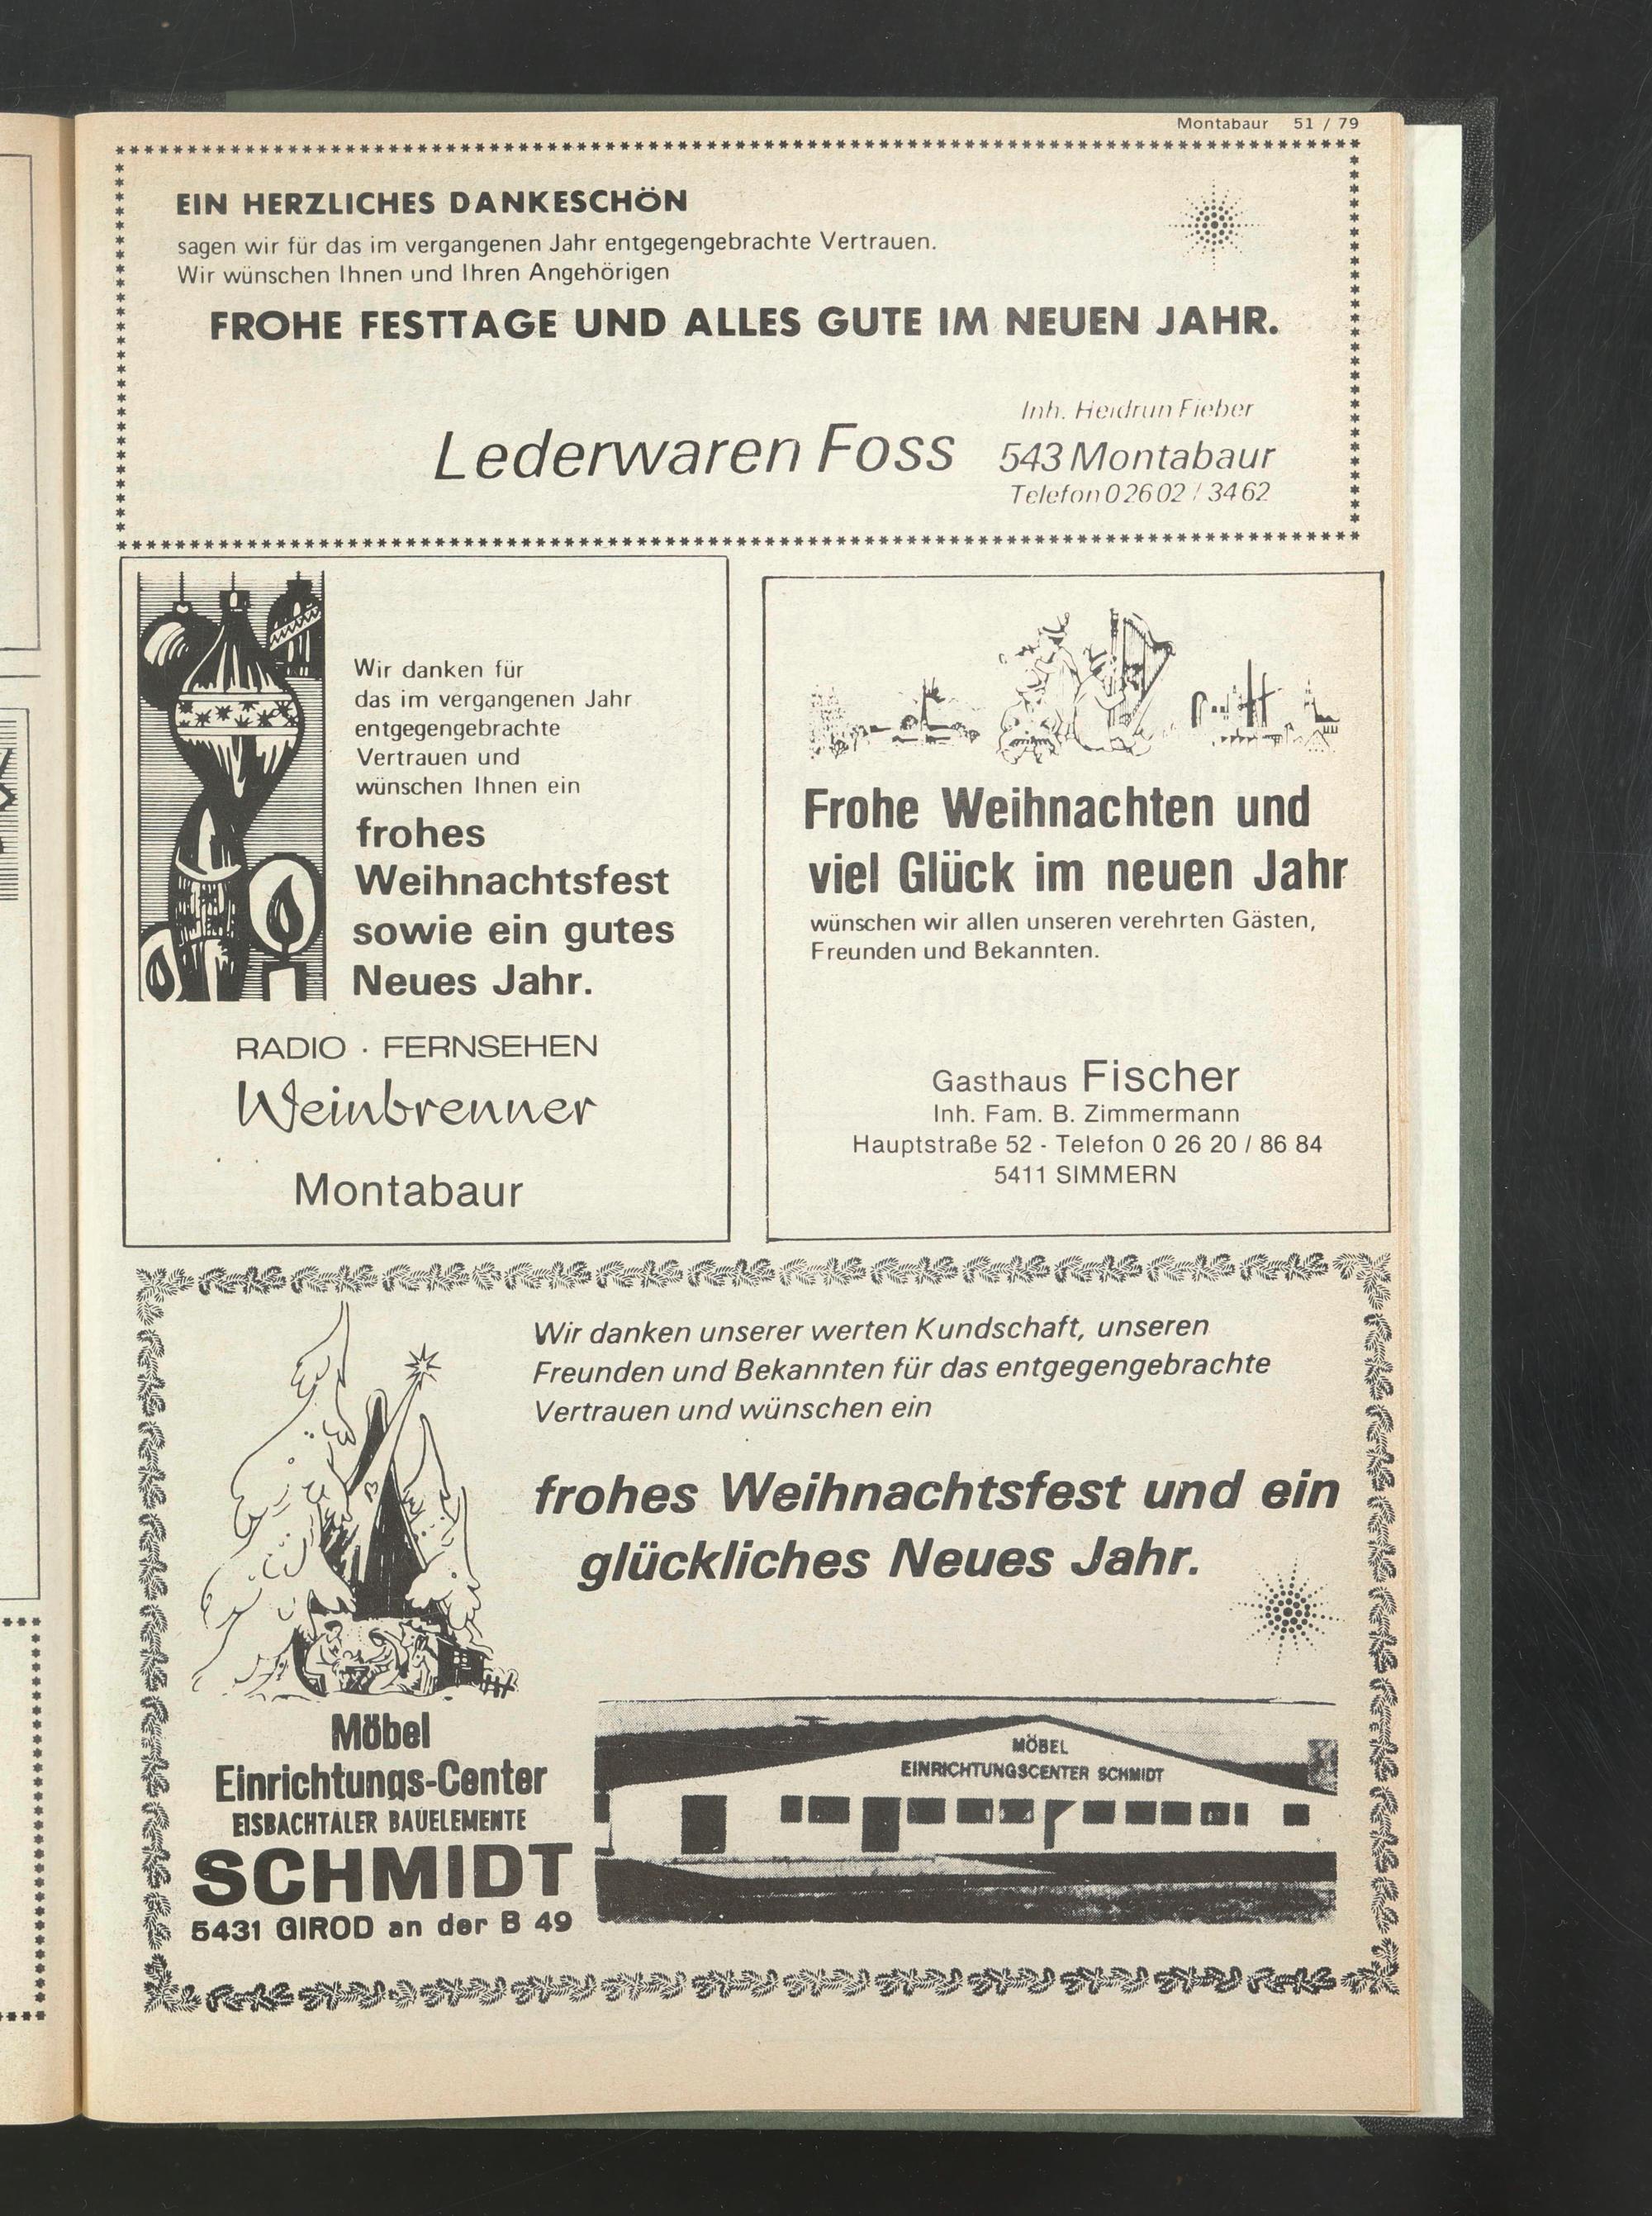 Montabaur 51 / 79
EIN HERZLICHES DANKESCHÖN
sagen wir für das im vergangenen Jahr entgegengebrachte Vertrauen.
Wir wünschen Ihnen und Ihren Angehörigen
FROHE FESTTAGE UND ALLES GUTE IM NEUEN JAHR.
Lederwaren Foss
Inh. Heidrun Fieber
543 Montabaur
Telefon 0 26 02 / 34 62
Wir danken für
das im vergangenen Jahr
entgegengebrachte
Vertrauen und
wünschen Ihnen ein
frohes
Weihnachtsfest
sowie ein gutes
Neues Jahr.
RADIO · FERNSEHEN
Weinbrenner
Montabaur
Frohe Weihnachten und
viel Glück im neuen Jahr
wünschen wir allen unseren verehrten Gästen,
Freunden und Bekannten.
Gasthaus Fischer
Inh. Fam. B. Zimmermann
Hauptstraße 52 - Telefon 0 26 20 / 86 84
5411 SIMMERN
Wir danken unserer werten Kundschaft, unseren
Freunden und Bekannten für das entgegengebrachte
Vertrauen und wünschen ein
frohes Weihnachtsfest und ein
glückliches Neues Jahr.
Möbel
Einrichtungs-Center
EISBACHTALER BAUELEMENTE
SCHMIDT
5431 GIROD an der B 49
MÖBEL
EINRICHTUNGSCENTER SCHMIDT